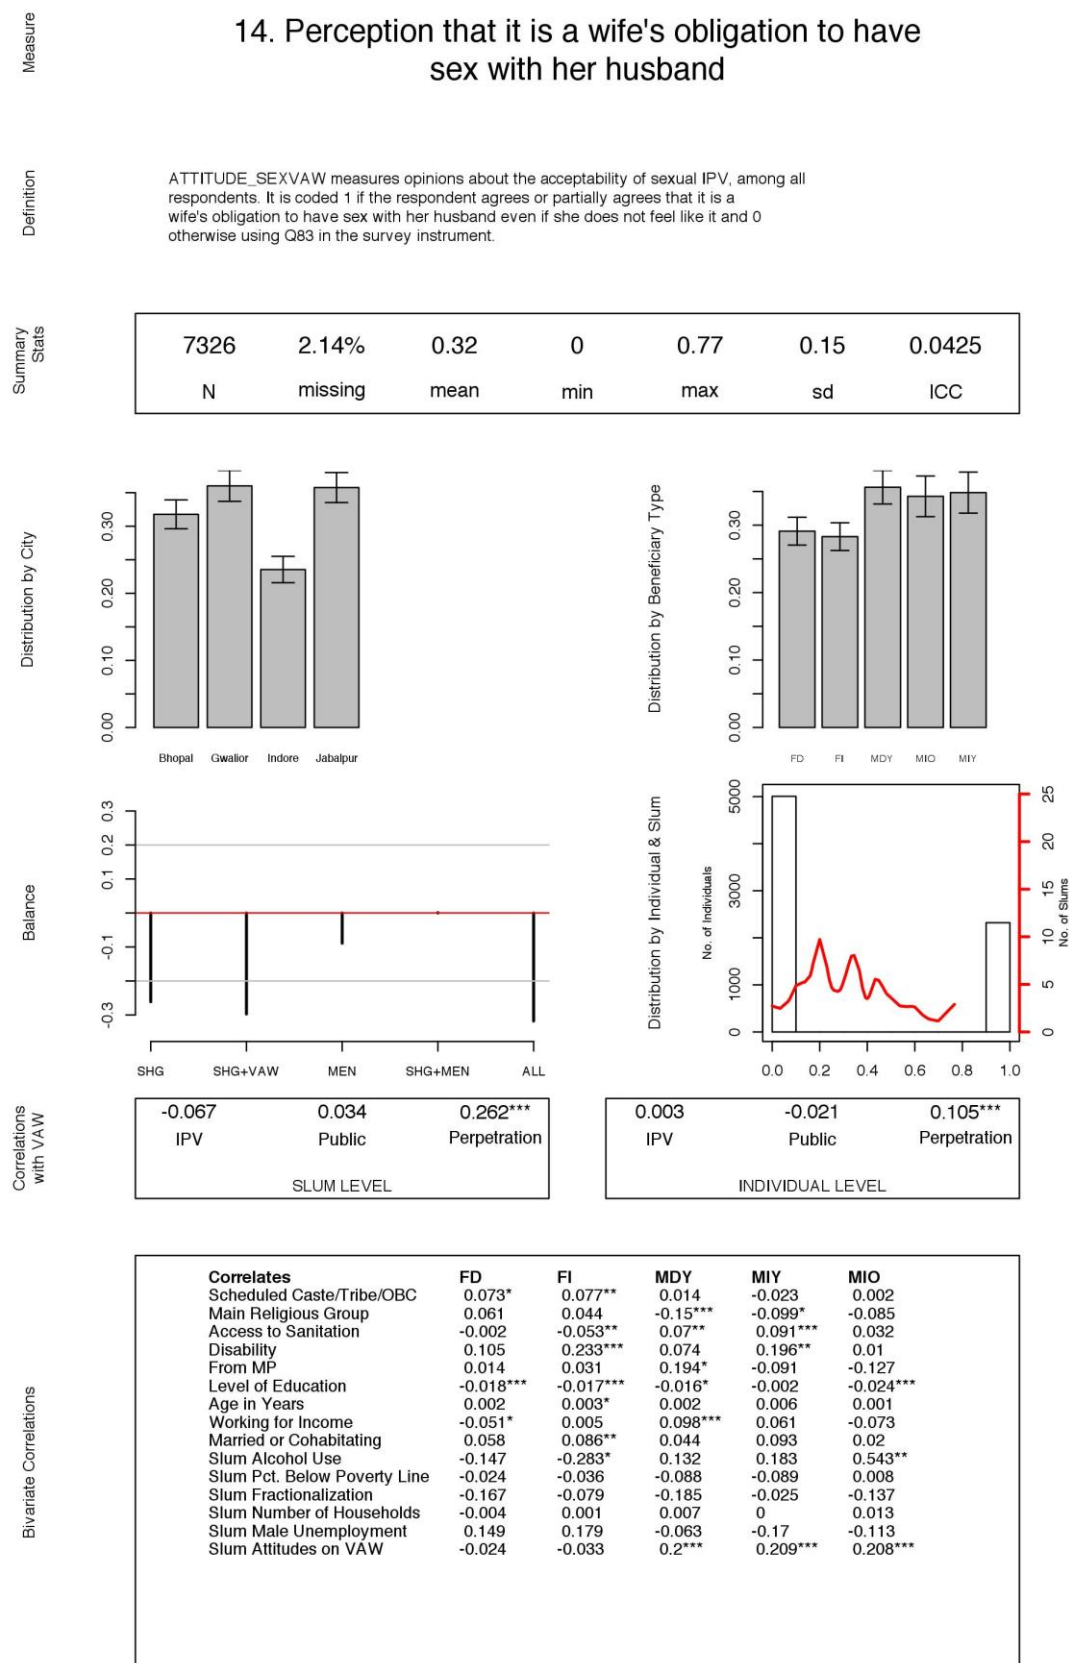 Measure
14. Perception that it is a wife's obligation to have
sex with her husband
Definition
ATTITUDE_SEXVAW measures opinions about the acceptability of sexual IPV, among all
respondents. It is coded 1 if the respondent agrees or partially agrees that it is a
wife's obligation to have sex with her husband even if she does not feel like it and 0
otherwise using Q83 in the survey instrument.
Summary
Stats
7326 2.14% 0.32 0 0.77 0.15 0.0425
N missing mean min max sd ICC
Distribution by City
0.30
0.20
0.10
0.00
Bhopal Gwalior Indore Jabalpur
Distribution by Beneficiary Type
0.30
0.20
0.10
0.00
FD FI MDY MIO MIY
Balance
0.3
0.2
0.1
-0.1
-0.3
SHG SHG+VAW MEN SHG+MEN ALL
Distribution by Individual & Slum
No. of Individuals
5000
3000
1000
0
0.0 0.2 0.4 0.6 0.8 1.0
25
20
15
10
5
0
No. of Slums
Correlations
with VAW
-0.067 0.034 0.262***
IPV Public Perpetration
SLUM LEVEL
0.003 -0.021 0.105***
IPV Public Perpetration
INDIVIDUAL LEVEL
Bivariate Correlations
Correlates FD FI MDY MIY MIO
Scheduled Caste/Tribe/OBC 0.073* 0.077** 0.014 -0.023 0.002
Main Religious Group 0.061 0.044 -0.15*** -0.099* -0.085
Access to Sanitation -0.002 -0.053** 0.07** 0.091*** 0.032
Disability 0.105 0.233*** 0.074 0.196** 0.01
From MP 0.014 0.031 0.194* -0.091 -0.127
Level of Education -0.018*** -0.017*** -0.016* -0.002 -0.024***
Age in Years 0.002 0.003* 0.002 0.006 0.001
Working for Income -0.051* 0.005 0.098*** 0.061 -0.073
Married or Cohabitating 0.058 0.086** 0.044 0.093 0.02
Slum Alcohol Use -0.147 -0.283* 0.132 0.183 0.543**
Slum Pct. Below Poverty Line -0.024 -0.036 -0.088 -0.089 0.008
Slum Fractionalization -0.167 -0.079 -0.185 -0.025 -0.137
Slum Number of Households -0.004 0.001 0.007 0 0.013
Slum Male Unemployment 0.149 0.179 -0.063 -0.17 -0.113
Slum Attitudes on VAW -0.024 -0.033 0.2*** 0.209*** 0.208***